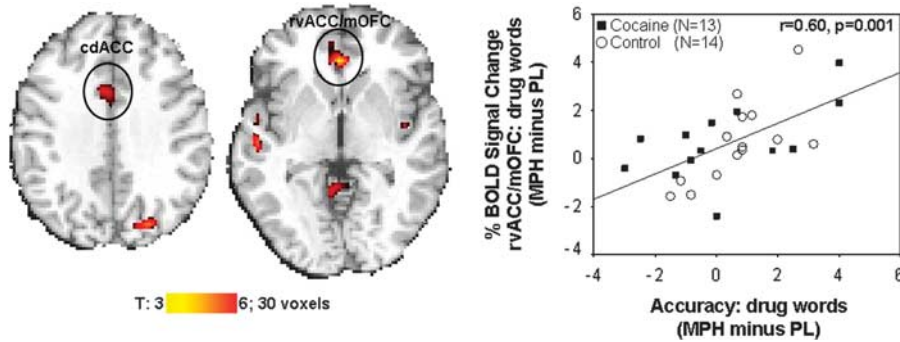 cdACC
rvACC/mOFC
T: 3 6; 30 voxels
% BOLD Signal Change
rvACC/mOFC: drug words
(MPH minus PL)
6
4
2
0
-2
-4
Cocaine (N=13)
Control (N=14)
r=0.60, p=0.001
-4 -2 0 2 4 6
Accuracy: drug words
(MPH minus PL)